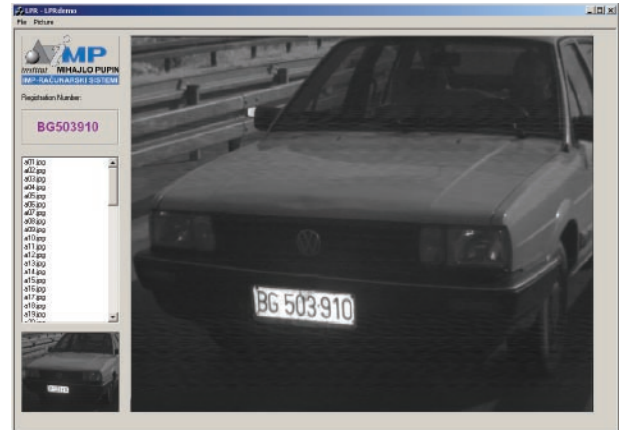 LPR - LPRdemo
File Picture
IMP
Institut MIHAJLO PUPIN
IMP-RAČUNARSKI SISTEMI
Registration Number:
BG503910
a01.jpg
a02.jpg
a03.jpg
a04.jpg
a05.jpg
a06.jpg
a07.jpg
a08.jpg
a09.jpg
a10.jpg
a11.jpg
a12.jpg
a13.jpg
a14.jpg
a15.jpg
a16.jpg
a17.jpg
a18.jpg
a19.jpg
BG 503·910